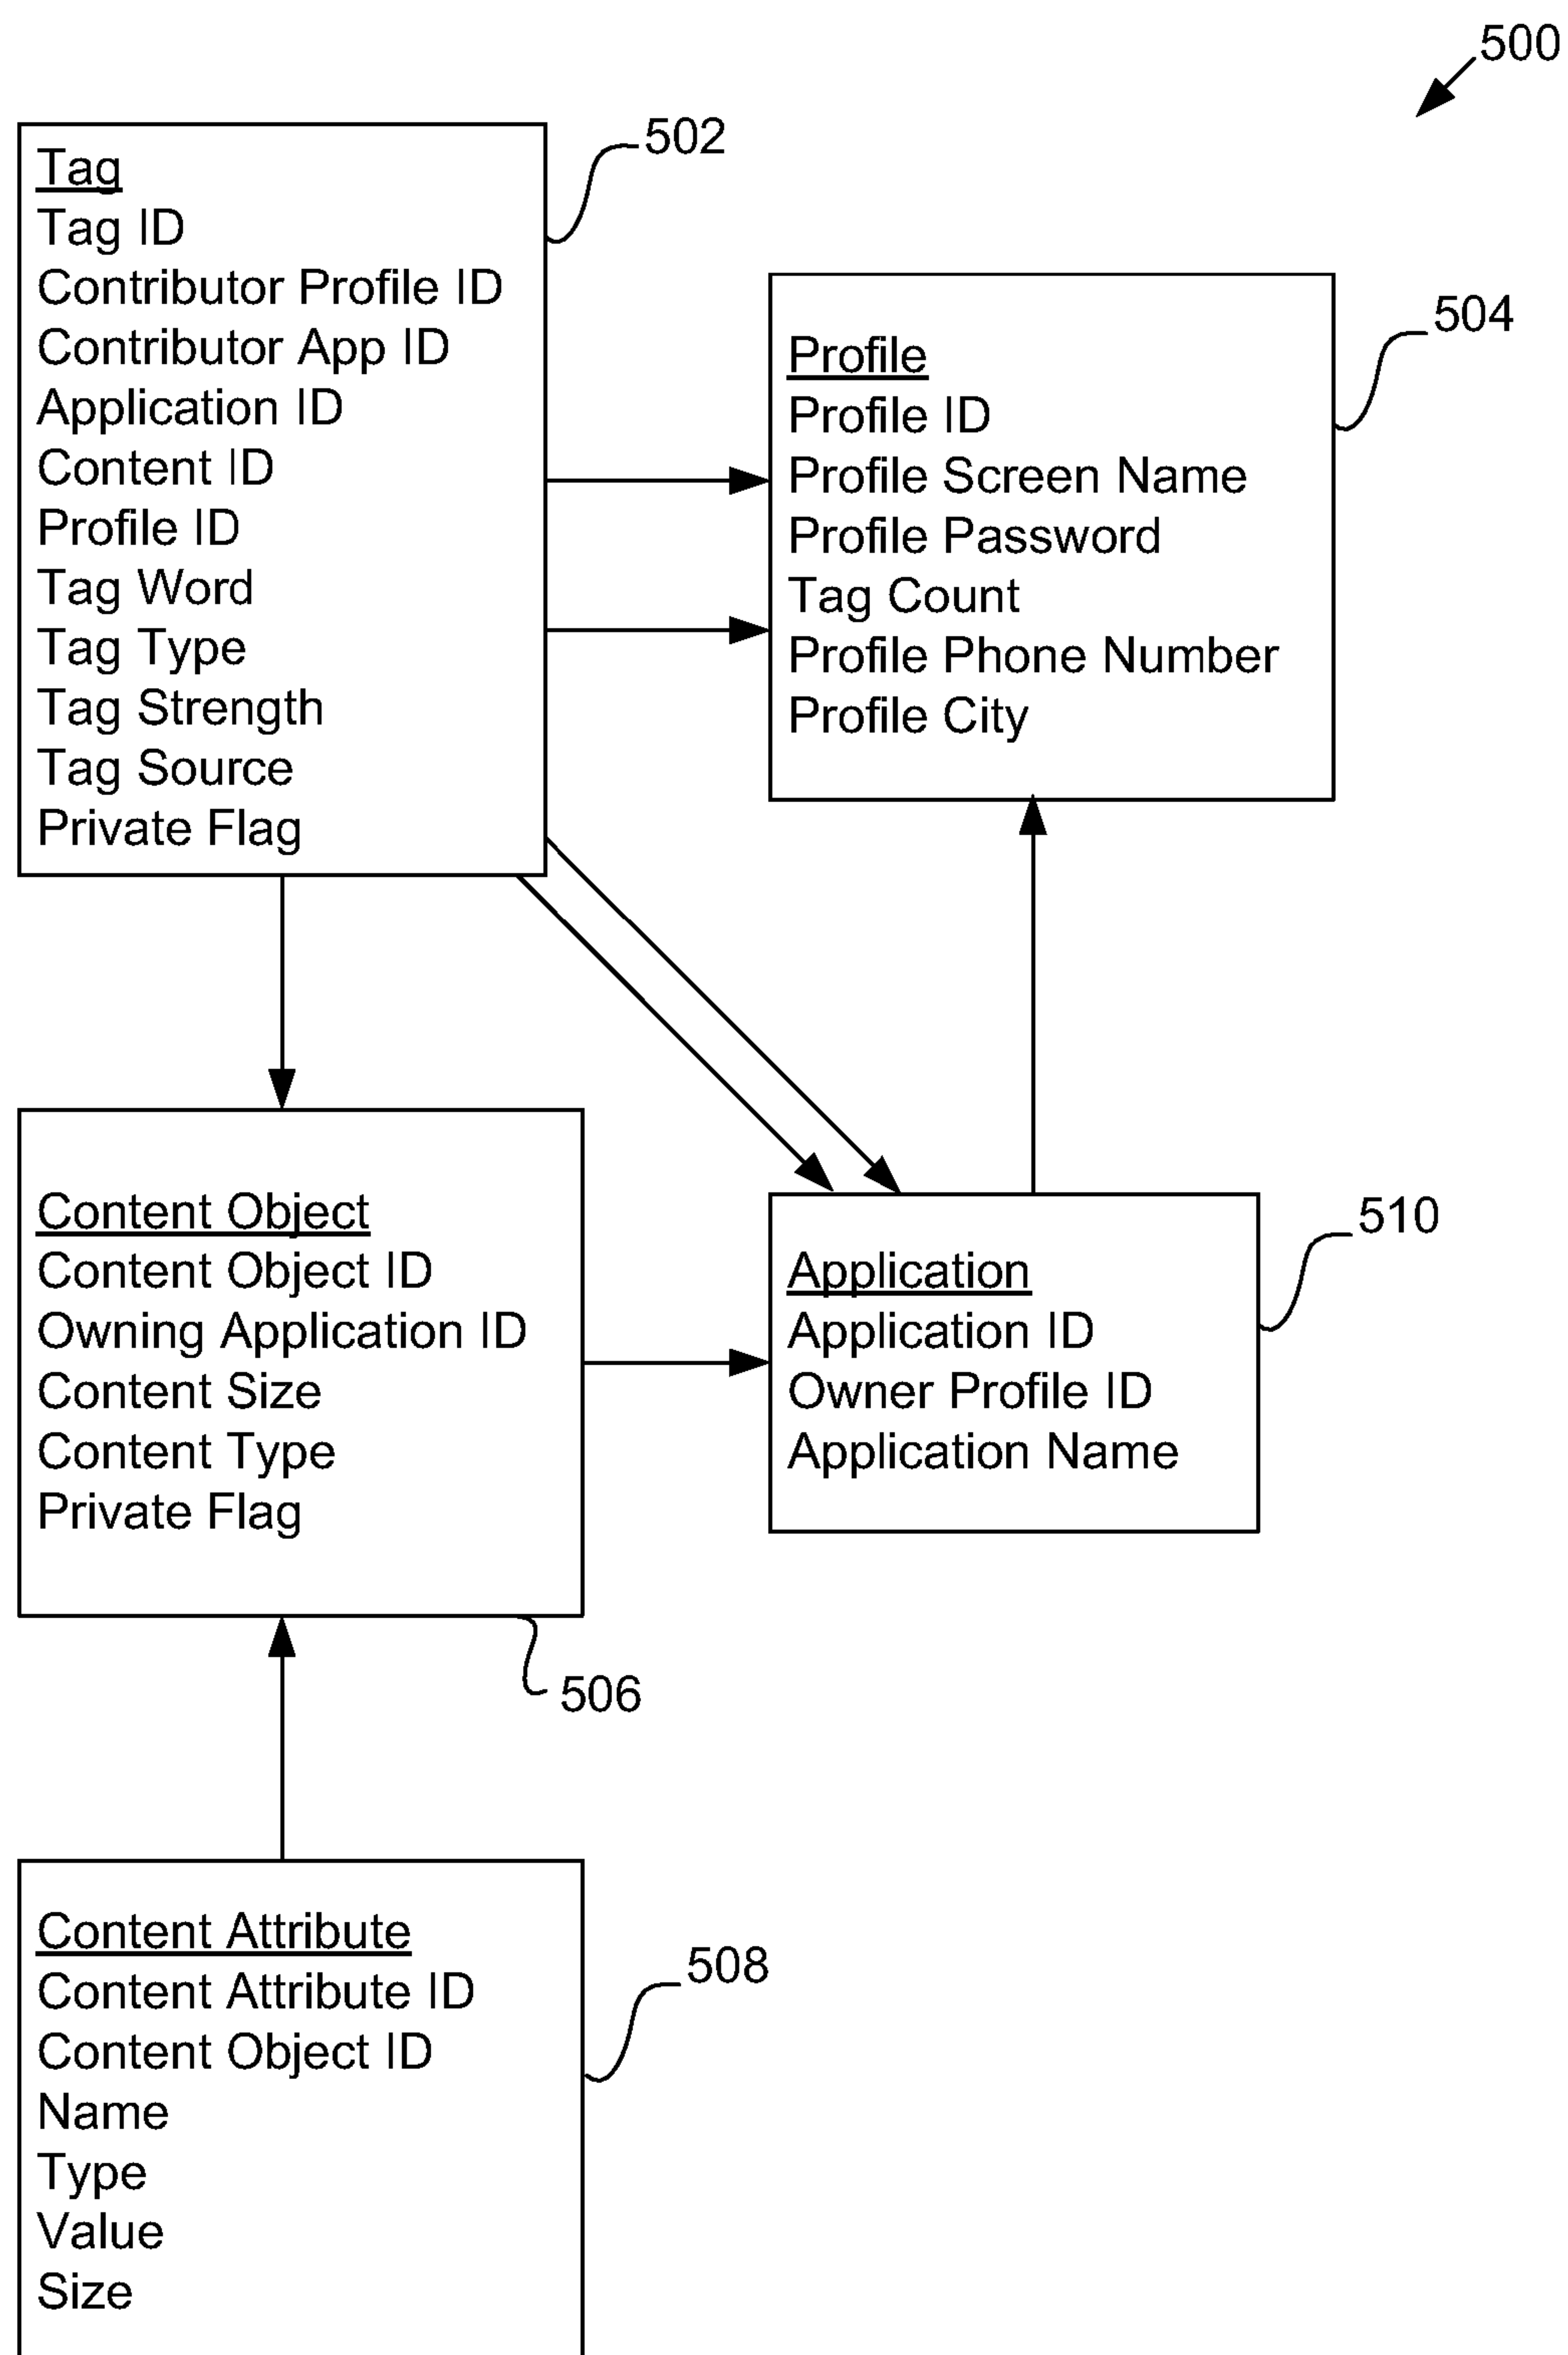 500
502
Tag
Tag ID
Contributor Profile ID
Contributor App ID
Application ID
Content ID
Profile ID
Tag Word
Tag Type
Tag Strength
Tag Source
Private Flag
504
Profile
Profile ID
Profile Screen Name
Profile Password
Tag Count
Profile Phone Number
Profile City
Content Object
Content Object ID
Owning Application ID
Content Size
Content Type
Private Flag
506
510
Application
Application ID
Owner Profile ID
Application Name
Content Attribute
Content Attribute ID
Content Object ID
Name
Type
Value
Size
508